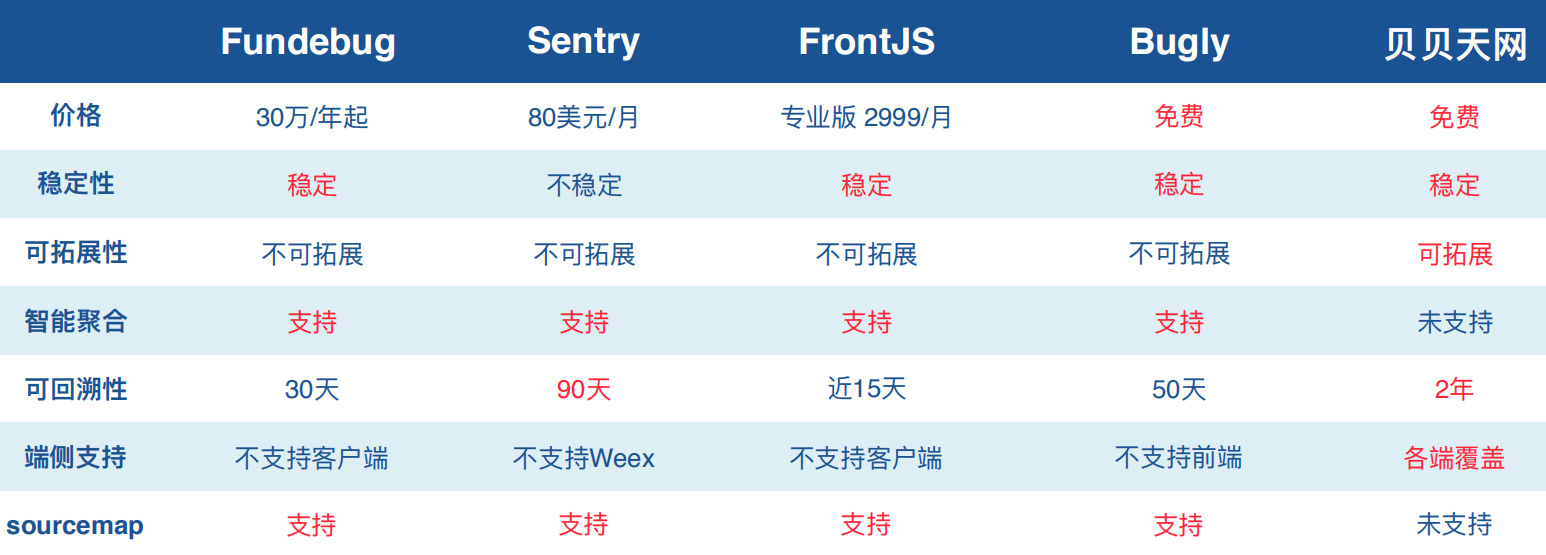 Fundebug Sentry FrontJS Bugly 贝贝天网
价格 30万/年起 80美元/月 专业版 2999/月 免费 免费
稳定性 稳定 不稳定 稳定 稳定 稳定
可拓展性 不可拓展 不可拓展 不可拓展 不可拓展 可拓展
智能聚合 支持 支持 支持 支持 未支持
可回溯性 30天 90天 近15天 50天 2年
端侧支持 不支持客户端 不支持Weex 不支持客户端 不支持前端 各端覆盖
sourcemap 支持 支持 支持 支持 未支持